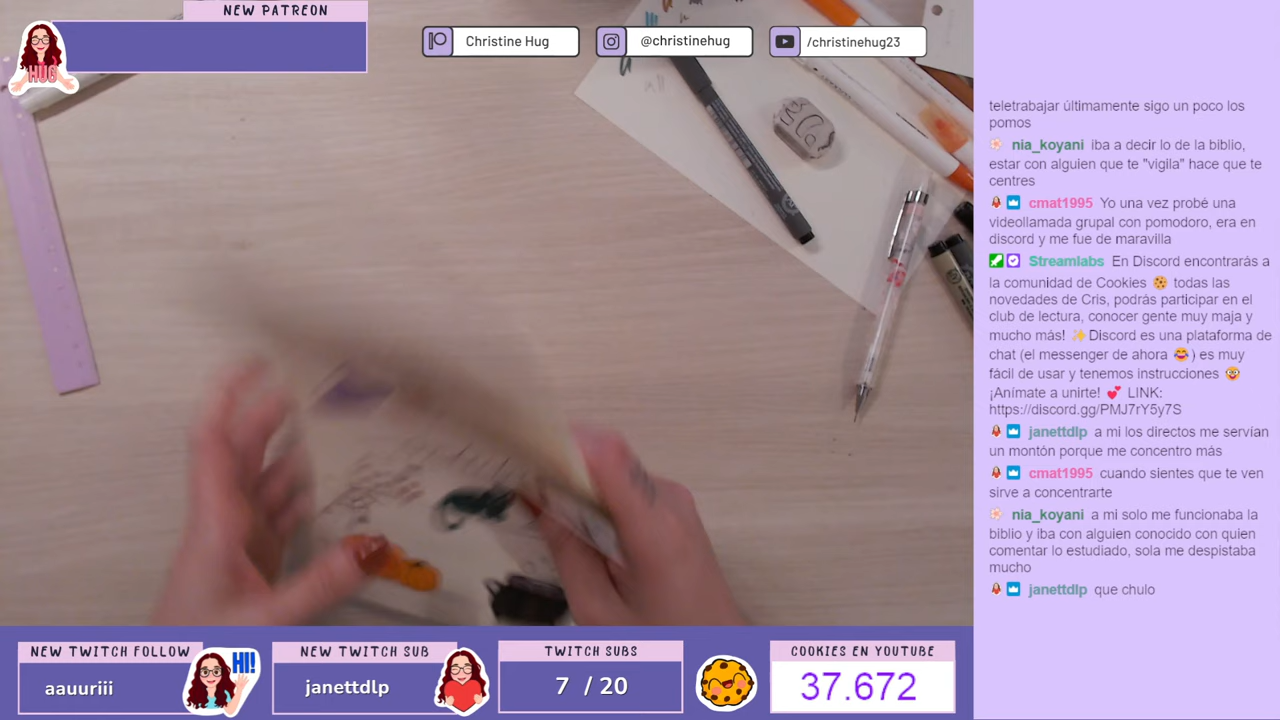 NEW PATREON
HUG
Christine Hug
@christinehug
/christinehug23
teletrabajar últimamente sigo un poco los
pomos
nia_koyani iba a decir lo de la biblio,
estar con alguien que te "vigila" hace que te
centres
cmat1995 Yo una vez probé una
videollamada grupal con pomodoro, era en
discord y me fue de maravilla
Streamlabs En Discord encontrarás a
la comunidad de Cookies 🍪 todas las
novedades de Cris, podrás participar en el
club de lectura, conocer gente muy maja y
mucho más! ✨Discord es una plataforma de
chat (el messenger de ahora 😂) es muy
fácil de usar y tenemos instrucciones 🤓
¡Anímate a unirte! 💕 LINK:
https://discord.gg/PMJ7rY5y7S
janettdlp a mi los directos me servían
un montón porque me concentro más
cmat1995 cuando sientes que te ven
sirve a concentrarte
nia_koyani a mi solo me funcionaba la
biblio y iba con alguien conocido con quien
comentar lo estudiado, sola me despistaba
mucho
janettdlp que chulo
NEW TWITCH FOLLOW
aauuriii
HI!
NEW TWITCH SUB
janettdlp
TWITCH SUBS
7 / 20
COOKIES EN YOUTUBE
37.672